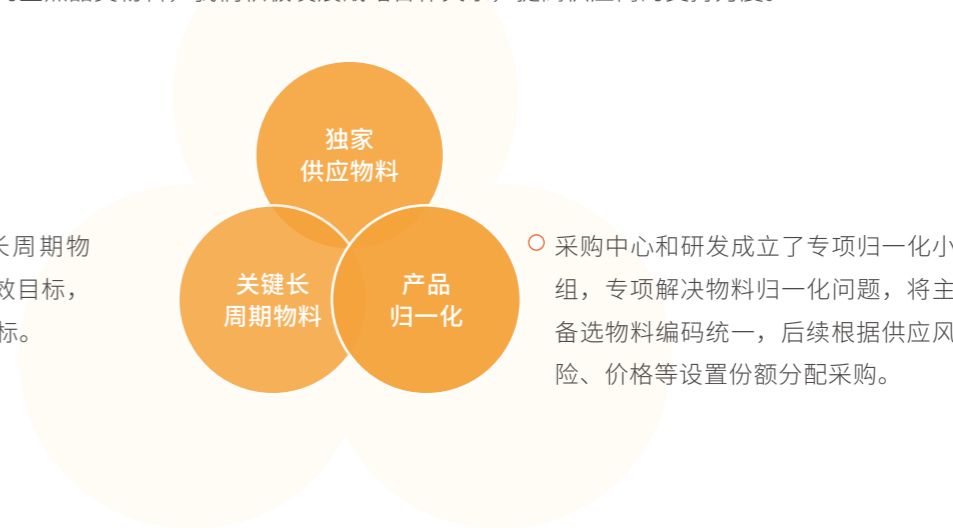 独家
供应物料
长周期物
效目标，
标。
关键长
周期物料
产品
归一化
采购中心和研发成立了专项归一化小
组，专项解决物料归一化问题，将主
备选物料编码统一，后续根据供应风
险、价格等设置份额分配采购。